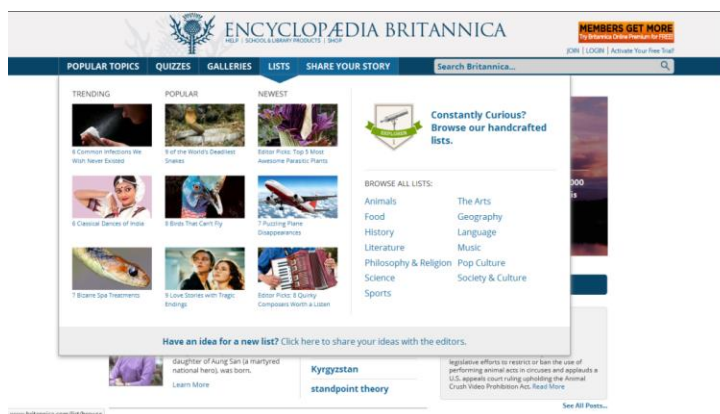 ENCYCLOPÆDIA BRITANNICA
HELP | SCHOOL & LIBRARY PRODUCTS | SHOP
MEMBERS GET MORE
Try Britannica Online Premium for FREE!
JOIN | LOGIN | Activate Your Free Trial!
POPULAR TOPICS QUIZZES GALLERIES LISTS SHARE YOUR STORY
Search Britannica...
TRENDING
6 Common Infections We
Wish Never Existed
6 Classical Dances of India
7 Bizarre Spa Treatments
POPULAR
9 of the World's Deadliest
Snakes
6 Birds That Can't Fly
9 Love Stories with Tragic
Endings
NEWEST
Editor Picks: Top 5 Most
Awesome Parasitic Plants
7 Puzzling Plane
Disappearances
Editor Picks: 8 Quirky
Composers Worth a Listen
EXPLORER
Constantly Curious?
Browse our handcrafted
lists.
BROWSE ALL LISTS:
Animals
Food
History
Literature
Philosophy & Religion
Science
Sports
The Arts
Geography
Language
Music
Pop Culture
Society & Culture
000
is
Have an idea for a new list? Click here to share your ideas with the editors.
daughter of Aung San (a martyred
national hero), was born.
Learn More
Kyrgyzstan
standpoint theory
legislative efforts to restrict or ban the use of
performing animal acts in circuses and applauds a
U.S. appeals court ruling upholding the Animal
Crush Video Prohibition Act. Read More
See All Posts...